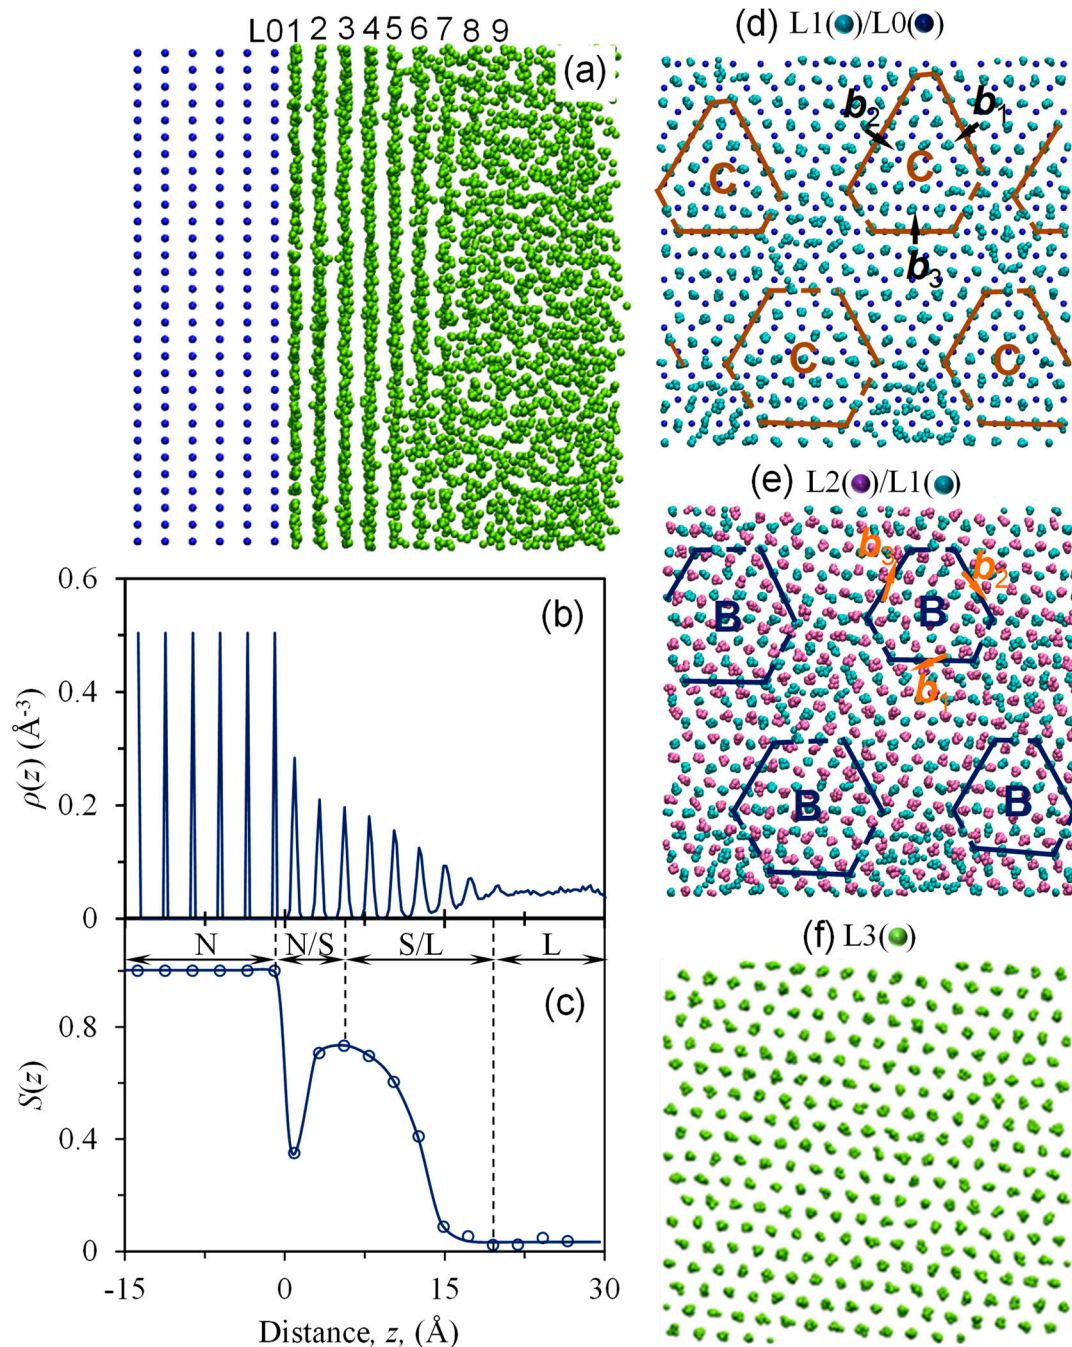 L0 1 2 3 4 5 6 7 8 9
(a)
0.6
0.4
0.2
0
ρ(z) (Å-3)
(b)
N N/S S/L L
0.8
0.4
0
S(z)
(c)
-15 0 15 30
Distance, z, (Å)
(d) L1()/L0()
b2 b1
C C
b3
C C
(e) L2()/L1()
b3 b2
B B
b1
B B
(f) L3()